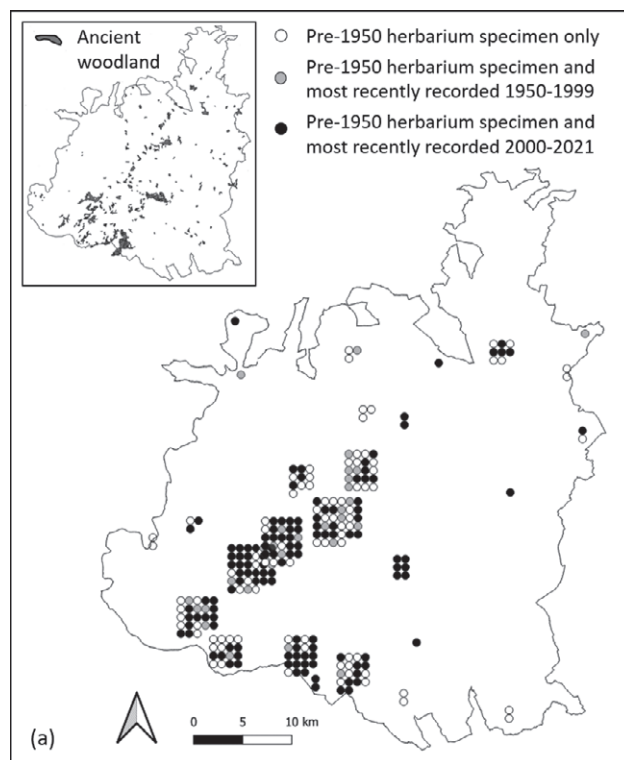 Ancient
woodland
Pre-1950 herbarium specimen only
Pre-1950 herbarium specimen and
most recently recorded 1950-1999
Pre-1950 herbarium specimen and
most recently recorded 2000-2021
(a)
0 5 10 km